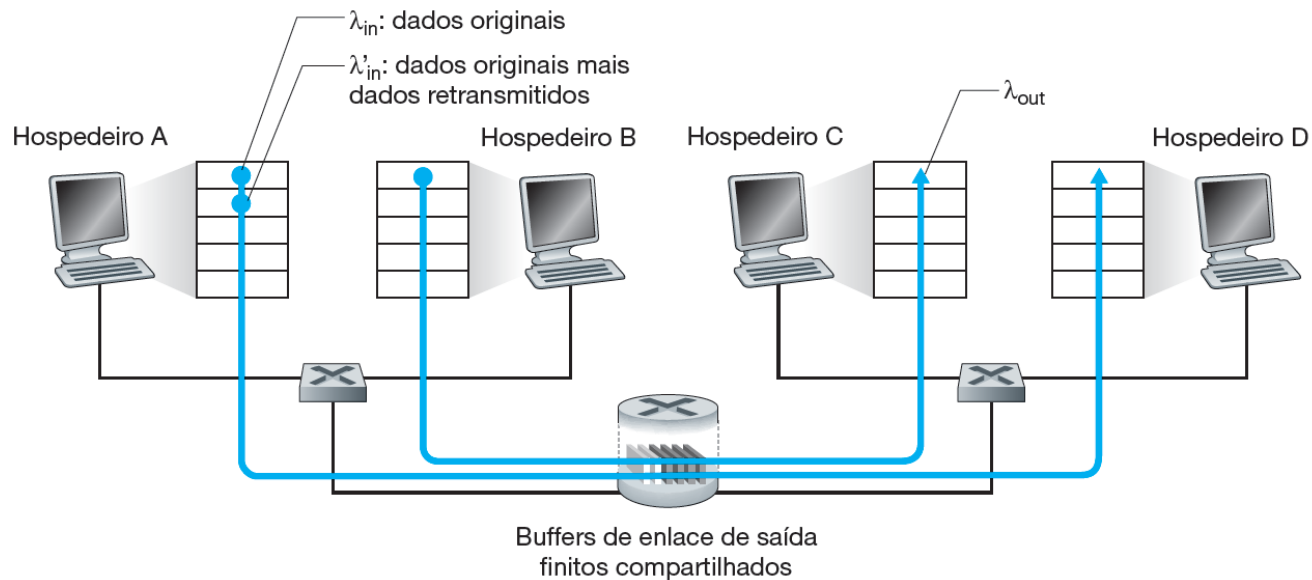 λin: dados originais
λ'in: dados originais mais
dados retransmitidos
λout
Hospedeiro A
Hospedeiro B
Hospedeiro C
Hospedeiro D
Buffers de enlace de saída
finitos compartilhados